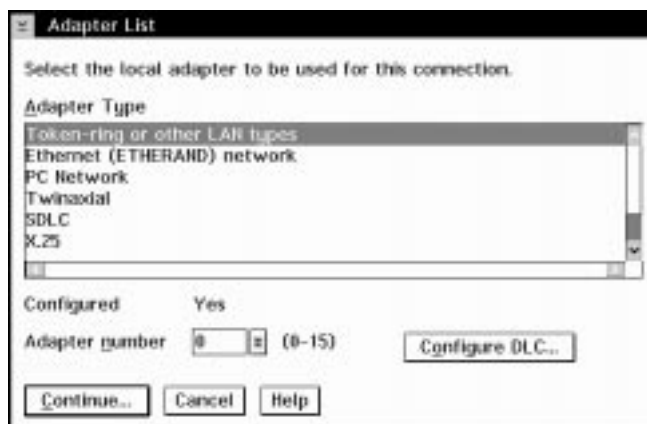 Adapter List
Select the local adapter to be used for this connection.
Adapter Type
Token-ring or other LAN types
Ethernet (ETHERAND) network
PC Network
Twinaxial
SDLC
X.25
Configured Yes
Adapter number 0 (0-15) Configure DLC...
Continue... Cancel Help